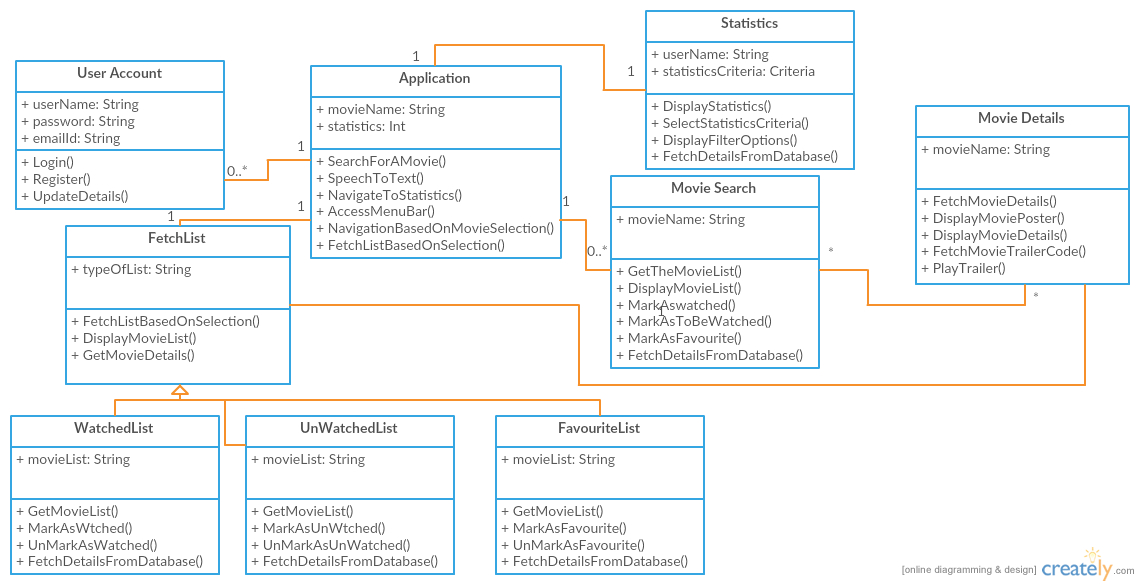 User Account
+ userName: String
+ password: String
+ emailId: String
+ Login()
+ Register()
+ UpdateDetails()
0..*
1
1
Application
+ movieName: String
+ statistics: Int
+ SearchForAMovie()
+ SpeechToText()
+ NavigateToStatistics()
+ AccessMenuBar()
+ NavigationBasedOnMovieSelection()
+ FetchListBasedOnSelection()
1
Statistics
+ userName: String
+ statisticsCriteria: Criteria
+ DisplayStatistics()
+ SelectStatisticsCriteria()
+ DisplayFilterOptions()
+ FetchDetailsFromDatabase()
1
0..*
Movie Search
+ movieName: String
+ GetTheMovieList()
+ DisplayMovieList()
+ MarkAswatched()
1
+ MarkAsToBeWatched()
+ MarkAsFavourite()
+ FetchDetailsFromDatabase()
*
Movie Details
+ movieName: String
+ FetchMovieDetails()
+ DisplayMoviePoster()
+ DisplayMovieDetails()
+ FetchMovieTrailerCode()
+ PlayTrailer()
*
1
1
FetchList
+ typeOfList: String
+ FetchListBasedOnSelection()
+ DisplayMovieList()
+ GetMovieDetails()
WatchedList
+ movieList: String
+ GetMovieList()
+ MarkAsWtched()
+ UnMarkAsWatched()
+ FetchDetailsFromDatabase()
UnWatchedList
+ movieList: String
+ GetMovieList()
+ MarkAsUnWtched()
+ UnMarkAsUnWatched()
+ FetchDetailsFromDatabase()
FavouriteList
+ movieList: String
+ GetMovieList()
+ MarkAsFavourite()
+ UnMarkAsFavourite()
+ FetchDetailsFromDatabase()
[online diagramming & design] creately.com